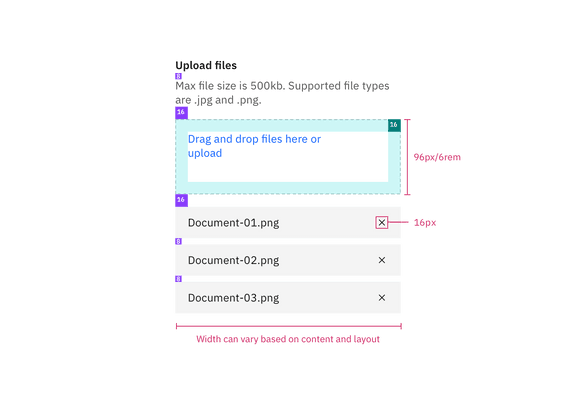 Upload files
8
Max file size is 500kb. Supported file types
are .jpg and .png.
16
16
Drag and drop files here or
upload
96px/6rem
16
Document-01.png
16px
8
Document-02.png
8
Document-03.png
Width can vary based on content and layout